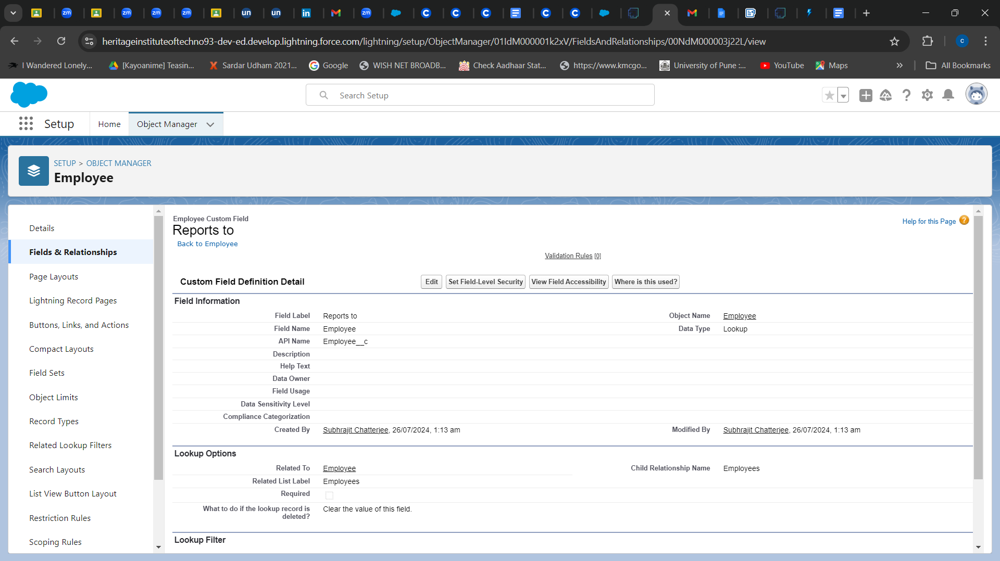 heritageinstituteoftechno93-dev-ed.develop.lightning.force.com/lightning/setup/ObjectManager/01IdM000001k2xV/FieldsAndRelationships/00NdM000003j22L/view
I Wandered Lonely...
[Kayoanime] Teasin...
Sardar Udham 2021...
Google
WISH NET BROADB...
Check Aadhaar Stat...
https://www.kmcgo...
University of Pune :...
YouTube
Maps
All Bookmarks
Search Setup
Setup
Home
Object Manager
SETUP > OBJECT MANAGER
Employee
Details
Fields & Relationships
Page Layouts
Lightning Record Pages
Buttons, Links, and Actions
Compact Layouts
Field Sets
Object Limits
Record Types
Related Lookup Filters
Search Layouts
List View Button Layout
Restriction Rules
Scoping Rules
Employee Custom Field
Reports to
Back to Employee
Help for this Page
Validation Rules [0]
Custom Field Definition Detail
Edit
Set Field-Level Security
View Field Accessibility
Where is this used?
Field Information
Field Label Reports to
Object Name Employee
Field Name Employee
Data Type Lookup
API Name Employee__c
Description
Help Text
Data Owner
Field Usage
Data Sensitivity Level
Compliance Categorization
Created By Subhrajit Chatterjee, 26/07/2024, 1:13 am
Modified By Subhrajit Chatterjee, 26/07/2024, 1:13 am
Lookup Options
Related To Employee
Child Relationship Name Employees
Related List Label Employees
Required
What to do if the lookup record is
deleted?
Clear the value of this field.
Lookup Filter